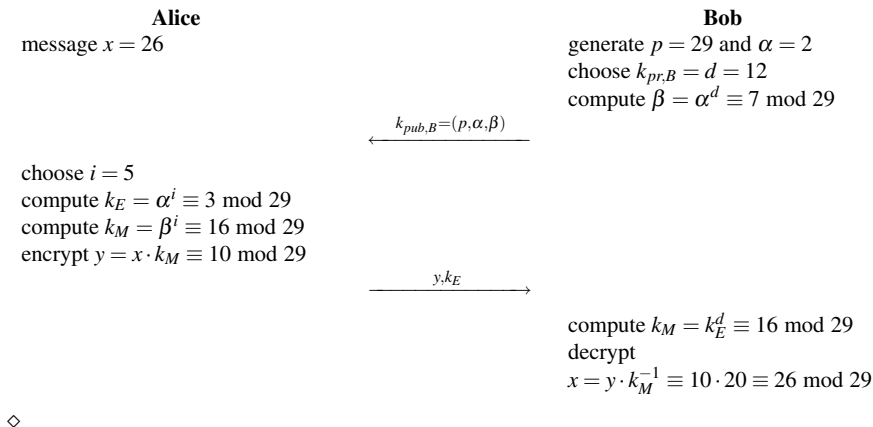 Alice Bob
message x = 26 generate p = 29 and α = 2
choose k_{pr,B} = d = 12
compute β = α^d ≡ 7 mod 29
k_{pub,B}=(p,α,β)
choose i = 5
compute k_E = α^i ≡ 3 mod 29
compute k_M = β^i ≡ 16 mod 29
encrypt y = x · k_M ≡ 10 mod 29
y,k_E
compute k_M = k_E^d ≡ 16 mod 29
decrypt
x = y · k_M^{-1} ≡ 10 · 20 ≡ 26 mod 29